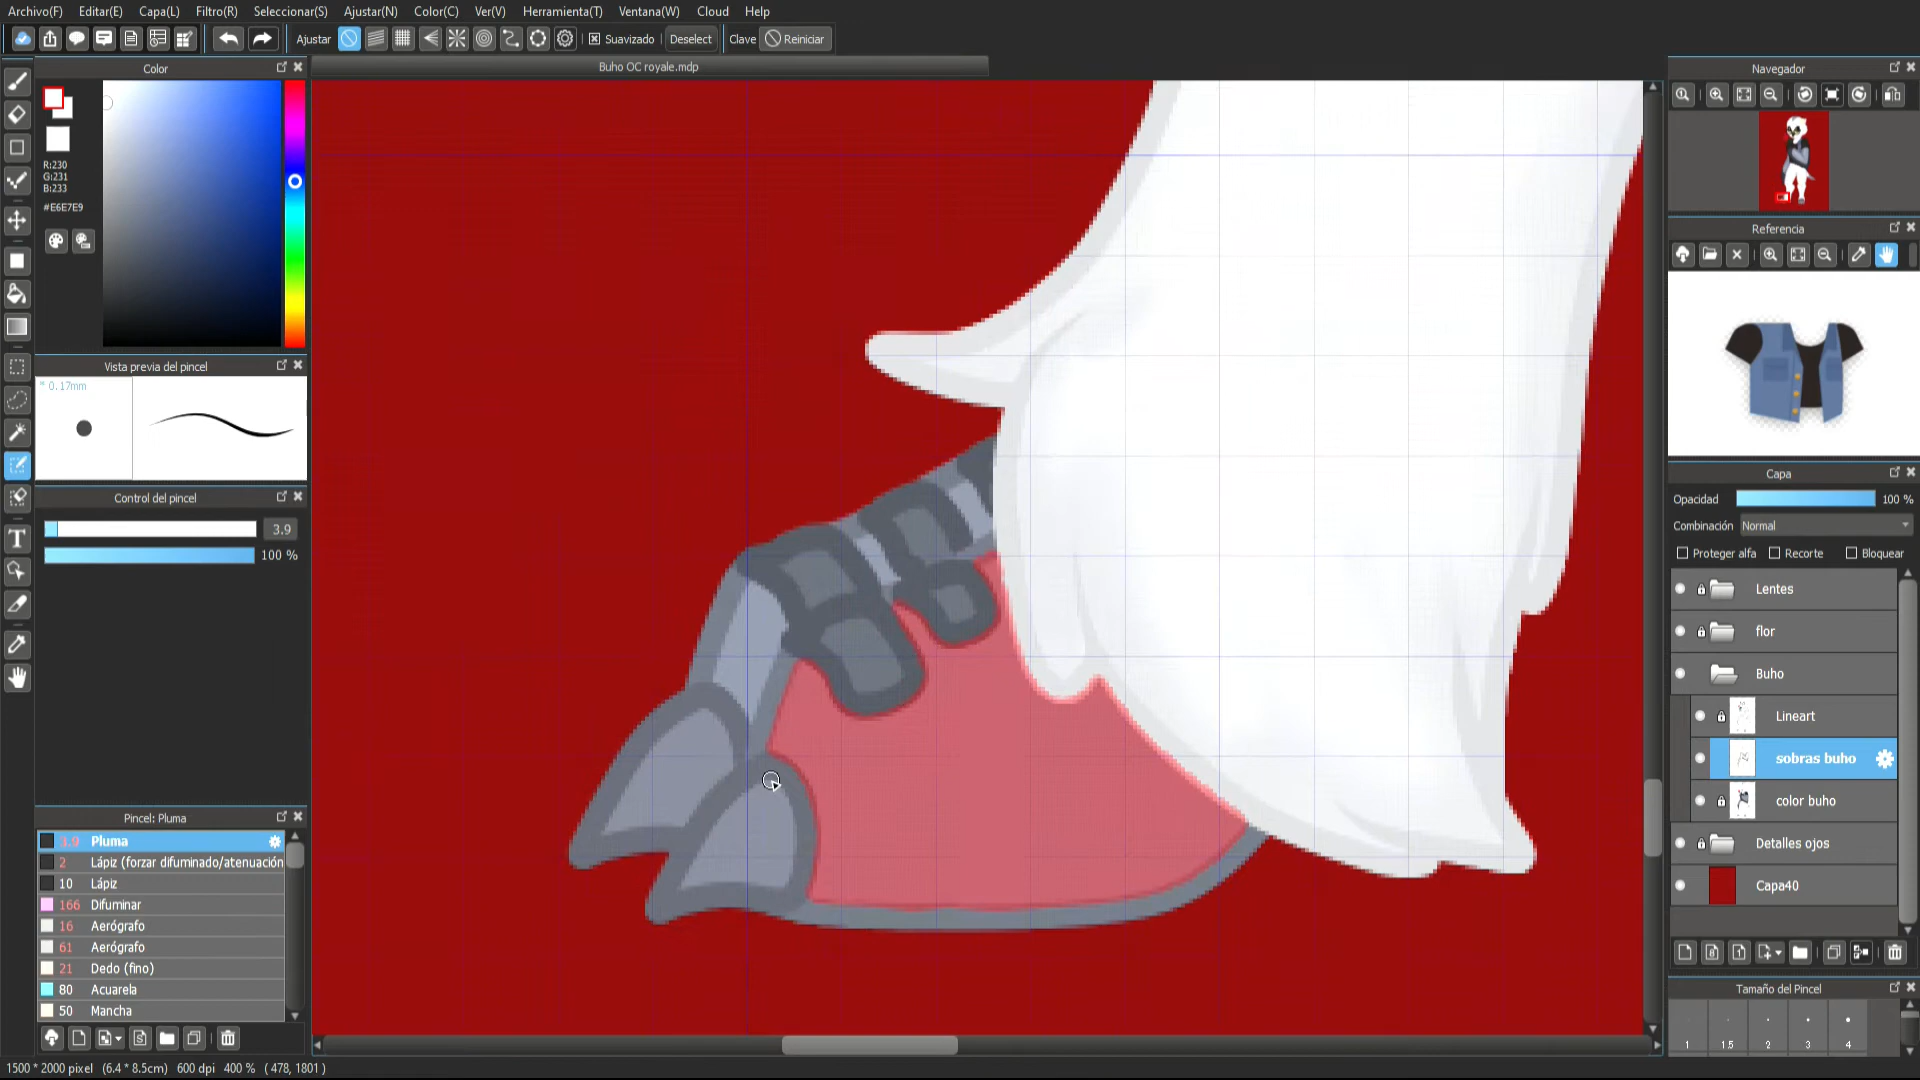 Archivo(F) Editar(E) Capa(L) Filtro(R) Seleccionar(S) Ajustar(N) Color(C) Ver(V) Herramienta(T) Ventana(W) Cloud Help
Ajustar Suavizado Deselect Clave Reiniciar
Color
Buho OC royale.mdp
Navegador
R:230
G:231
B:233
#E6E7E9
Referencia
Vista previa del pincel
* 0.17mm
Control del pincel
3.9
100 %
Capa
Opacidad 100 %
Combinación Normal
Proteger alfa Recorte Bloquear
Lentes
flor
Buho
Lineart
sobras buho
color buho
Detalles ojos
Capa40
Pincel: Pluma
3.9 Pluma
2 Lápiz (forzar difuminado/atenuación
10 Lápiz
166 Difuminar
16 Aerógrafo
61 Aerógrafo
21 Dedo (fino)
80 Acuarela
50 Mancha
Tamaño del Pincel
1 1.5 2 3 4
1500 * 2000 pixel (6.4 * 8.5cm) 600 dpi 400 % ( 478, 1801 )